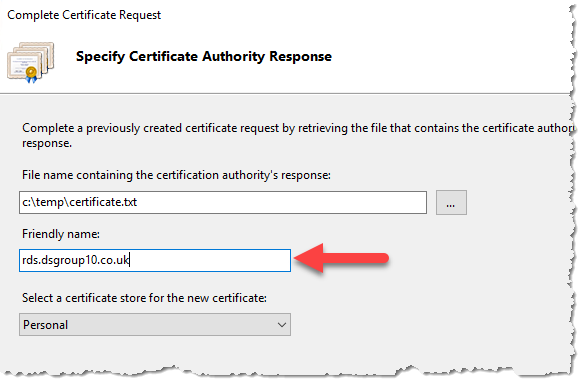 Complete Certificate Request
Specify Certificate Authority Response
Complete a previously created certificate request by retrieving the file that contains the certificate
response.
File name containing the certification authority's response:
c:\temp\certificate.txt
...
Friendly name:
rds.dsgroup10.co.uk
Select a certificate store for the new certificate:
Personal